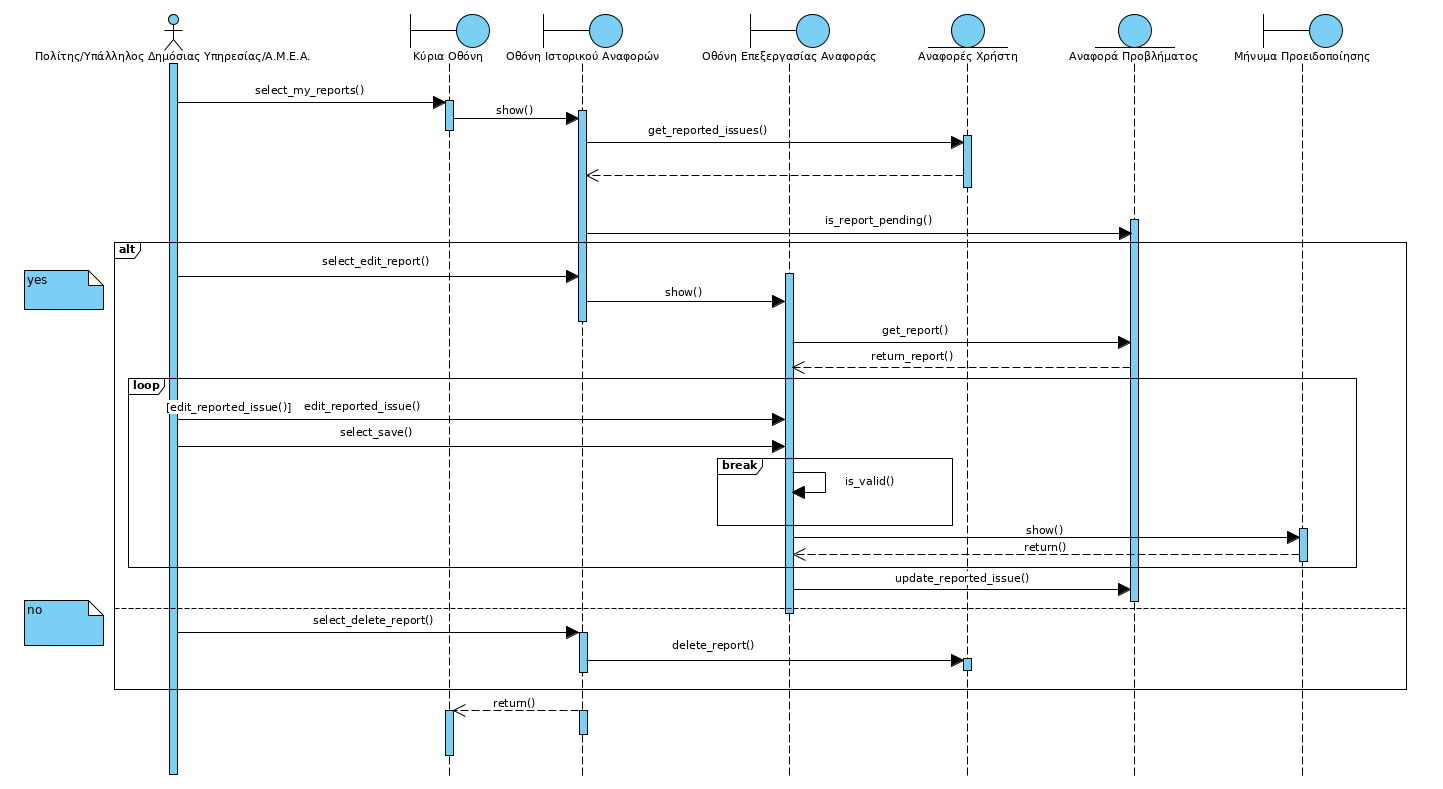 Πολίτης/Υπάλληλος Δημόσιας Υπηρεσίας/Α.Μ.Ε.Α.
Κύρια Οθόνη
Οθόνη Ιστορικού Αναφορών
Οθόνη Επεξεργασίας Αναφοράς
Αναφορές Χρήστη
Αναφορά Προβλήματος
Μήνυμα Προειδοποίησης
select_my_reports()
show()
get_reported_issues()
is_report_pending()
alt
select_edit_report()
yes
show()
get_report()
return_report()
loop
[edit_reported_issue()]
edit_reported_issue()
select_save()
break
is_valid()
show()
return()
update_reported_issue()
no
select_delete_report()
delete_report()
return()